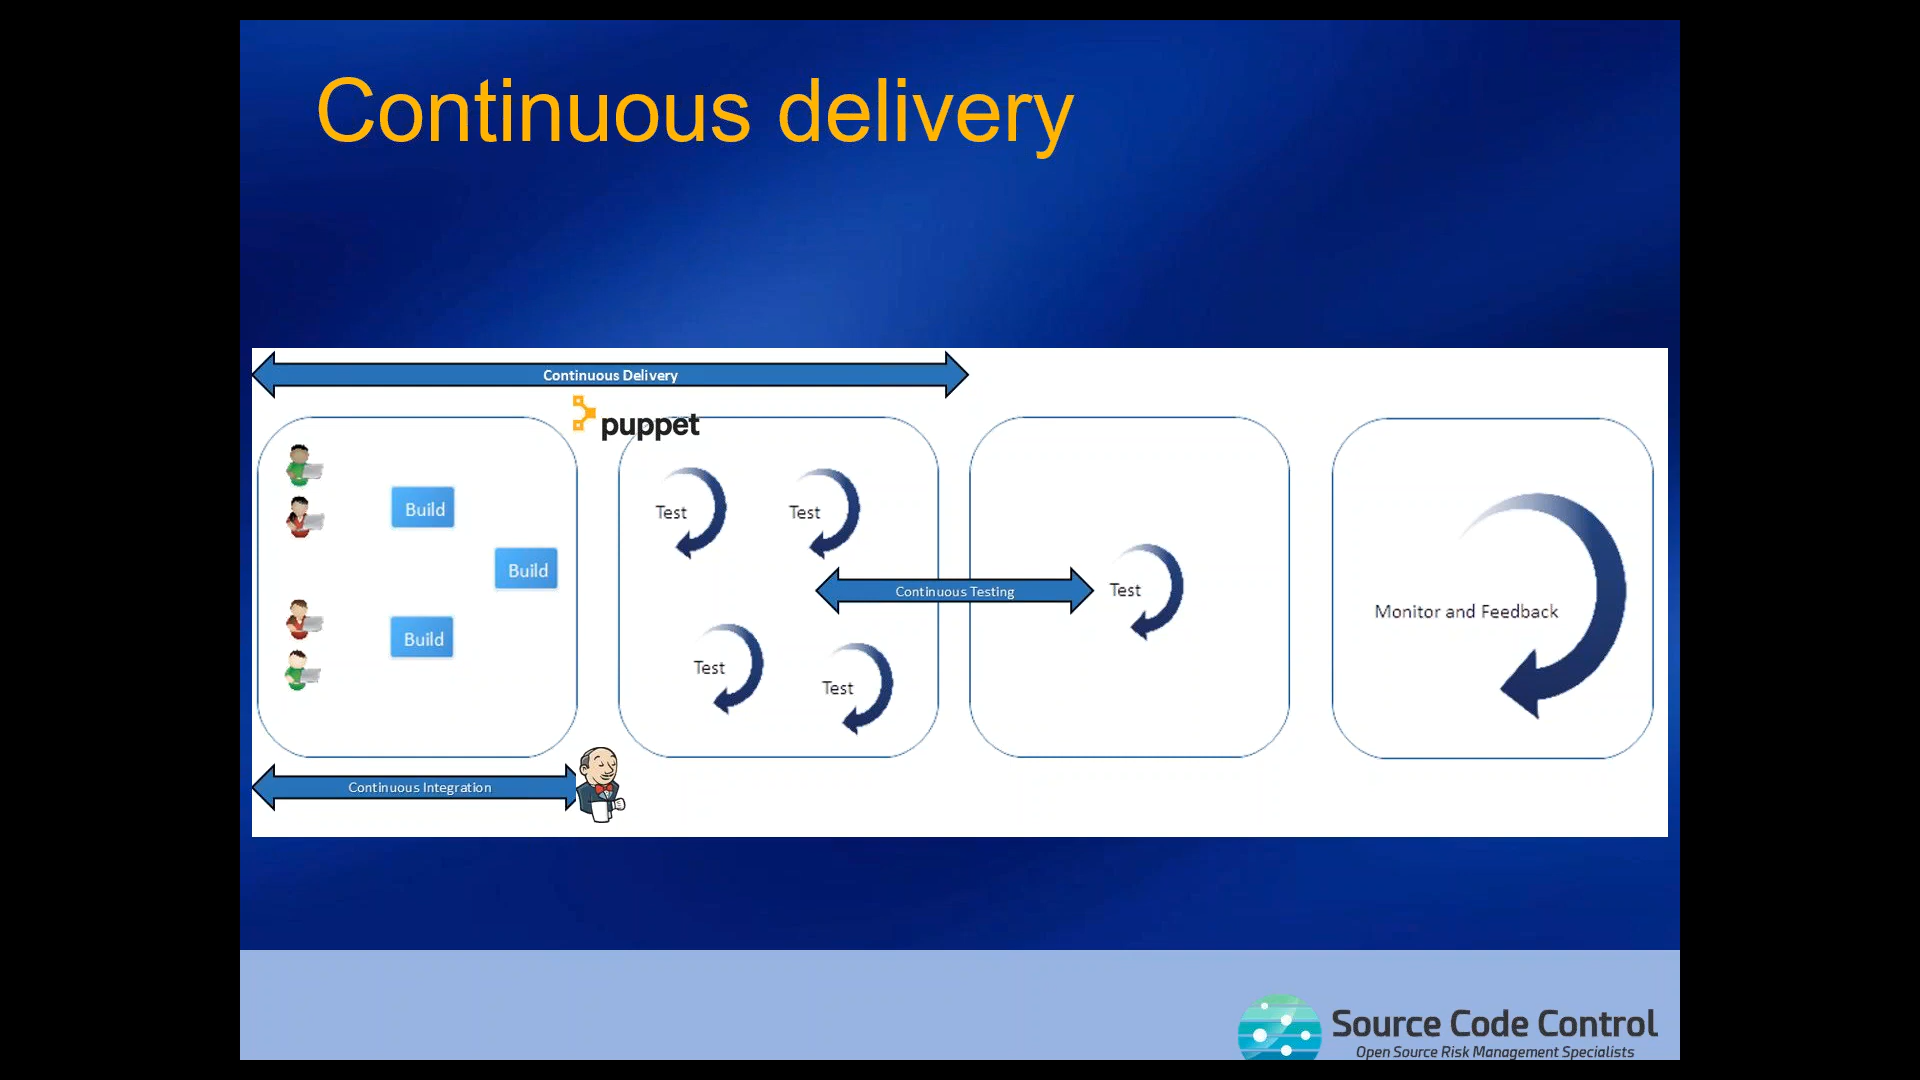 Continuous delivery
Continuous Delivery
puppet
Build
Build
Build
Test
Test
Test
Test
Continuous Testing
Test
Monitor and Feedback
Continuous Integration
Source Code Control
Open Source Risk Management Specialists